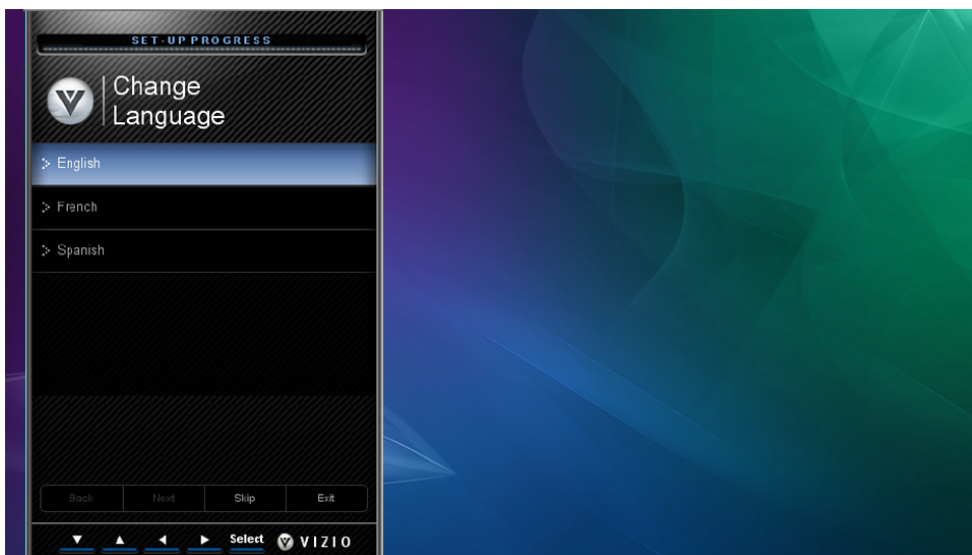 SET-UP PROGRESS
Change
Language
English
French
Spanish
Back Next Skip Exit
Select VIZIO